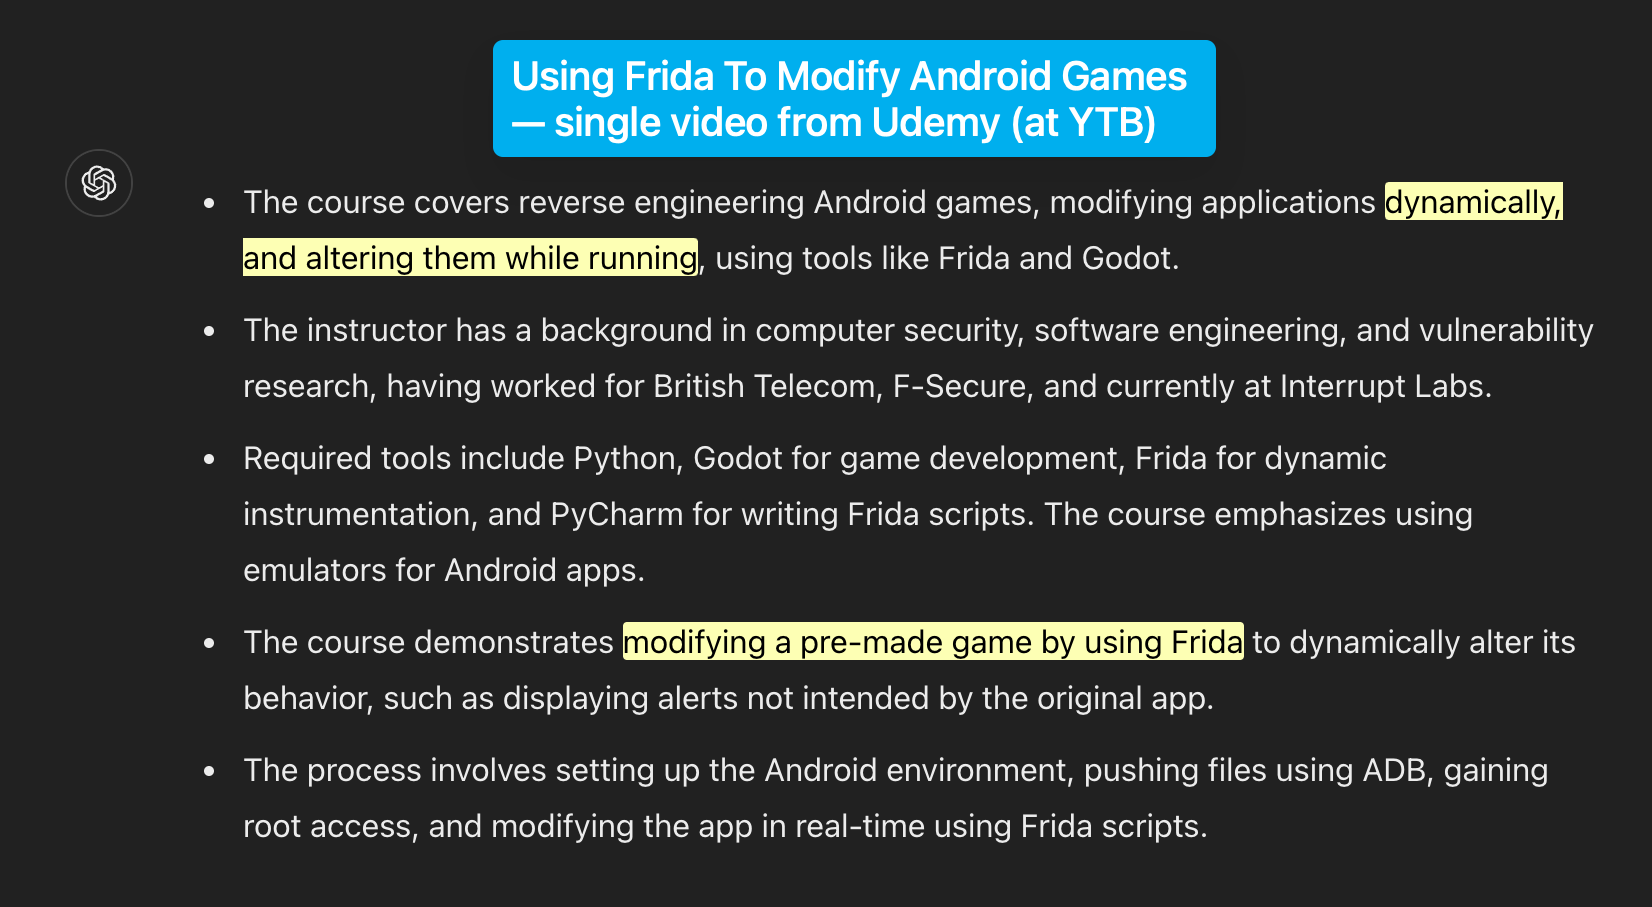 Using Frida To Modify Android Games
— single video from Udemy (at YTB)
• The course covers reverse engineering Android games, modifying applications dynamically,
and altering them while running, using tools like Frida and Godot.
• The instructor has a background in computer security, software engineering, and vulnerability
research, having worked for British Telecom, F-Secure, and currently at Interrupt Labs.
• Required tools include Python, Godot for game development, Frida for dynamic
instrumentation, and PyCharm for writing Frida scripts. The course emphasizes using
emulators for Android apps.
• The course demonstrates modifying a pre-made game by using Frida to dynamically alter its
behavior, such as displaying alerts not intended by the original app.
• The process involves setting up the Android environment, pushing files using ADB, gaining
root access, and modifying the app in real-time using Frida scripts.